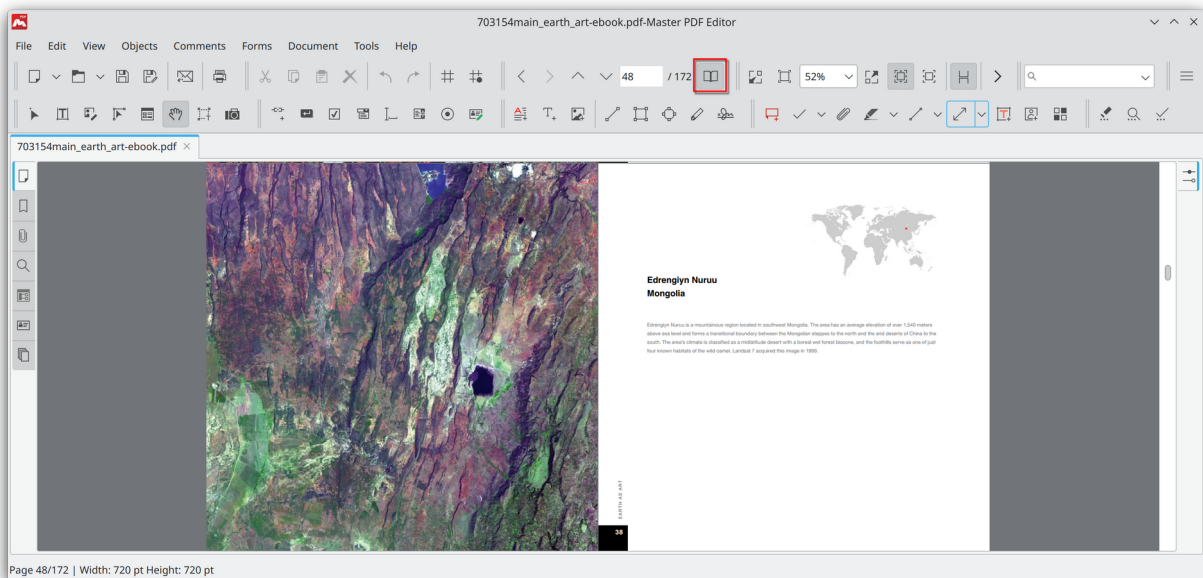 703154main_earth_art-ebook.pdf-Master PDF Editor
File Edit View Objects Comments Forms Document Tools Help
48 / 172 52%
703154main_earth_art-ebook.pdf
Edrengiyn Nuruu
Mongolia
Edrengiyn Nuruu is a mountainous region located in southwest Mongolia. The area has an average elevation of over 1,540 meters
above sea level and forms a transitional boundary between the Mongolian steppes to the north and the arid deserts of China to the
south. The area's climate is classified as a midlatitude desert with a boreal wet forest biozone, and the foothills serve as one of just
four known habitats of the wild camel. Landsat 7 acquired this image in 1999.
EARTH AS ART
38
Page 48/172 | Width: 720 pt Height: 720 pt